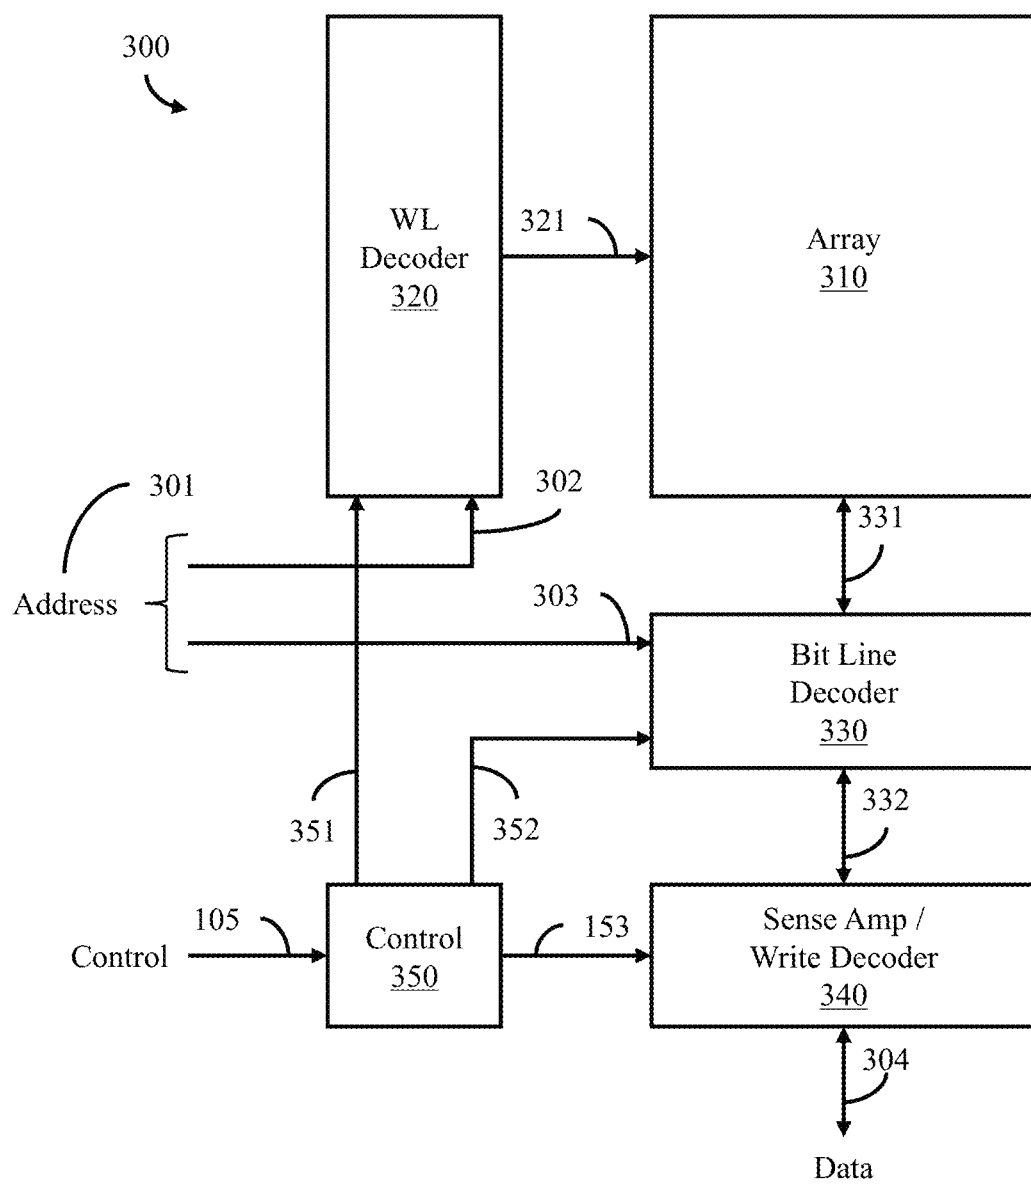 300
WL
Decoder
320
321
Array
310
301
302
331
Address
303
Bit Line
Decoder
330
351
352
332
105
Control
Control
350
153
Sense Amp /
Write Decoder
340
304
Data